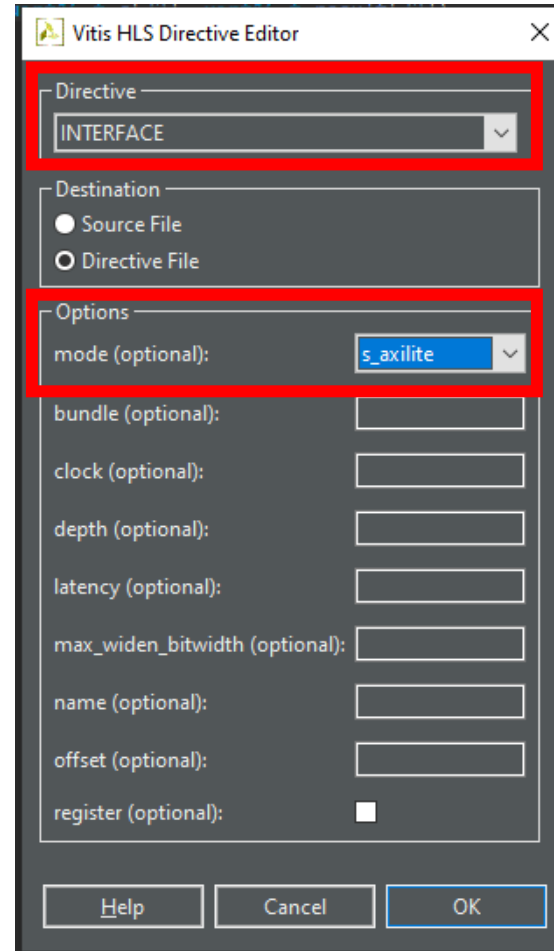 Vitis HLS Directive Editor
Directive
INTERFACE
Destination
Source File
Directive File
Options
mode (optional): s_axilite
bundle (optional):
clock (optional):
depth (optional):
latency (optional):
max_widen_bitwidth (optional):
name (optional):
offset (optional):
register (optional):
Help Cancel OK